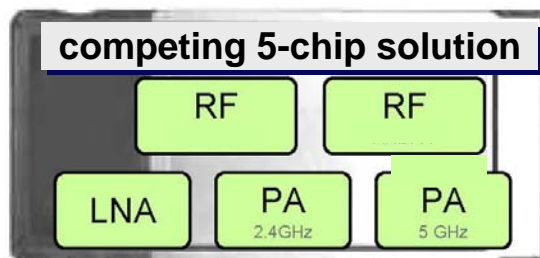 competing 5-chip solution
RF RF
LNA PA PA
2.4GHz 5 GHz